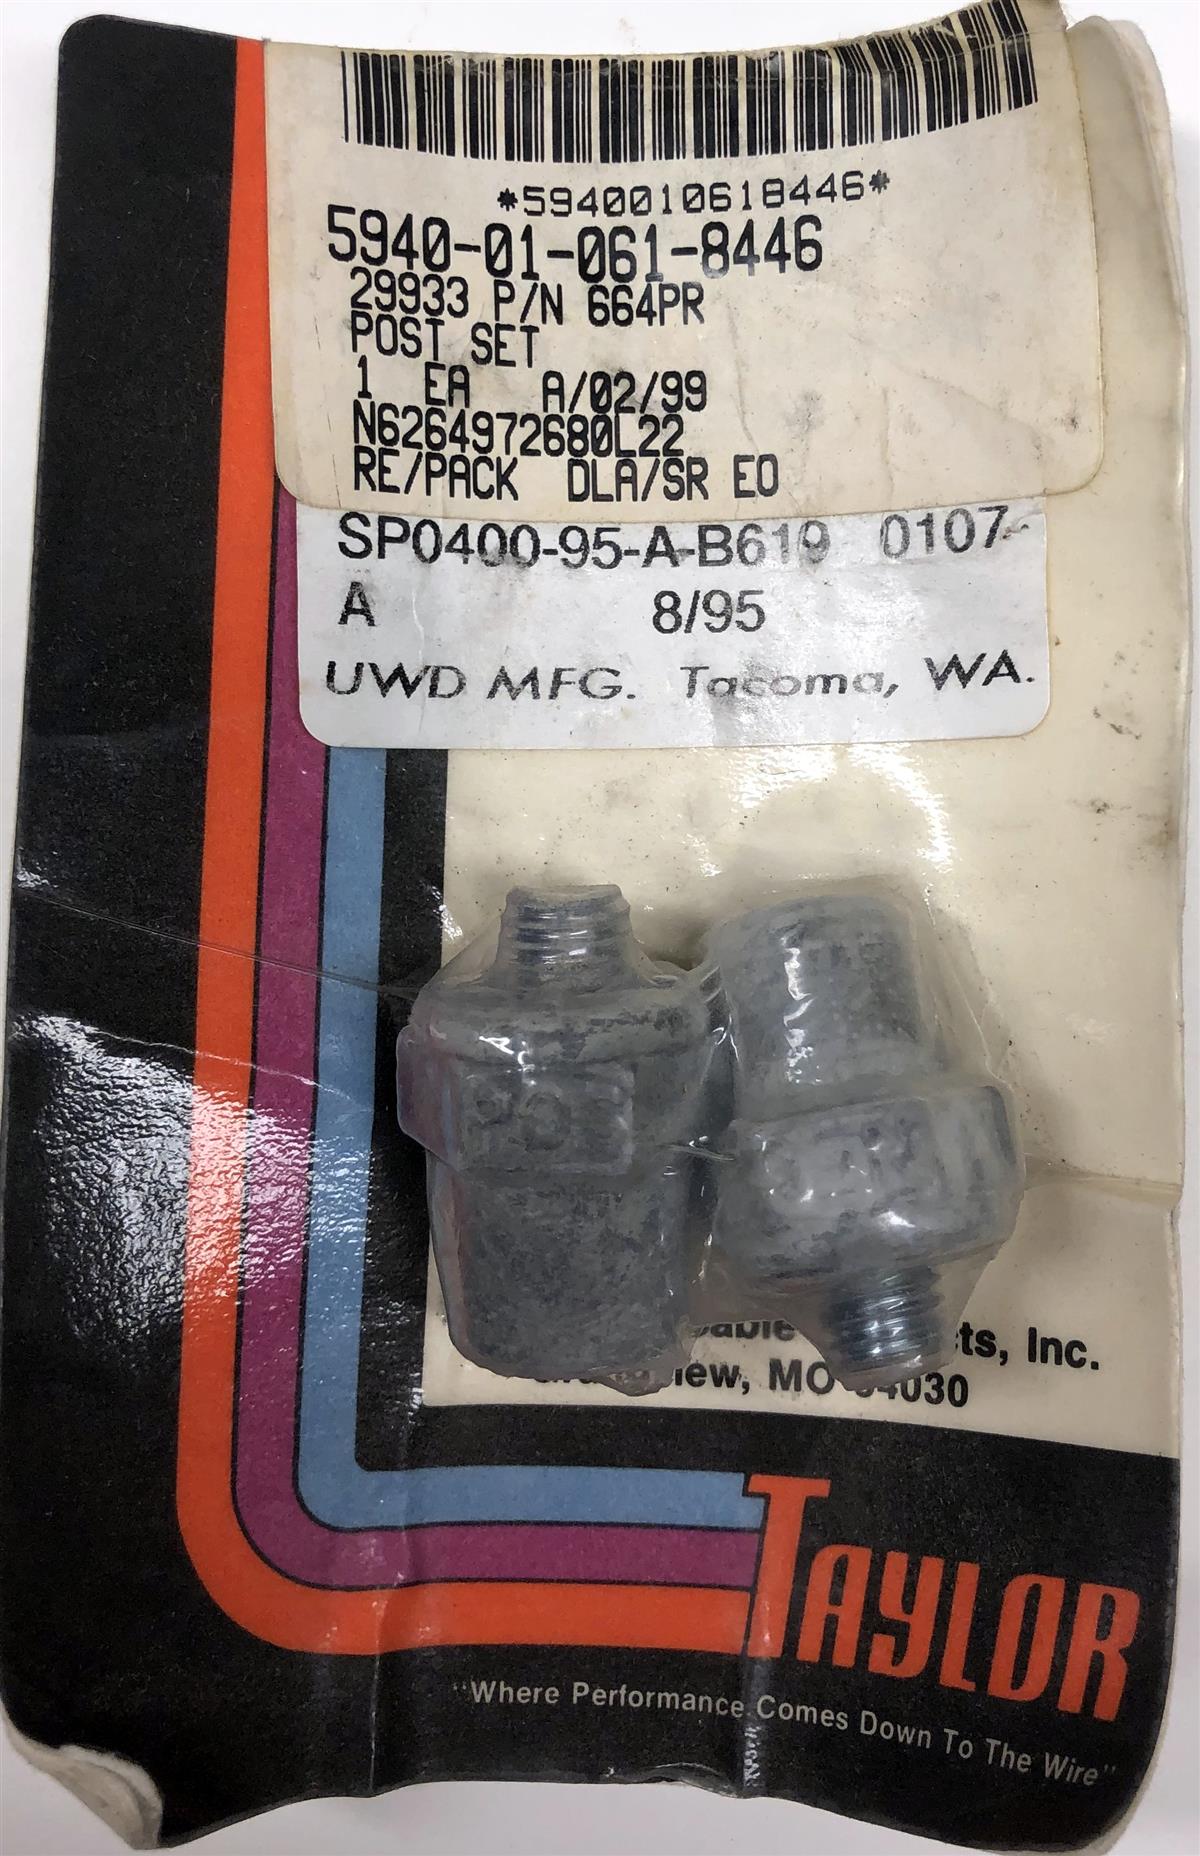 *5940010618446*
5940-01-061-8446
29933 P/N 664PR
POST SET
1 EA A/02/99
N6264972680L22
RE/PACK DLA/SR EO
SP0400-95-A-B619 0107
A 8/95
UWD MFG. Tacoma, WA.
POS
Inc.
MO
TAYLOR
"Where Performance Comes Down To The Wire"